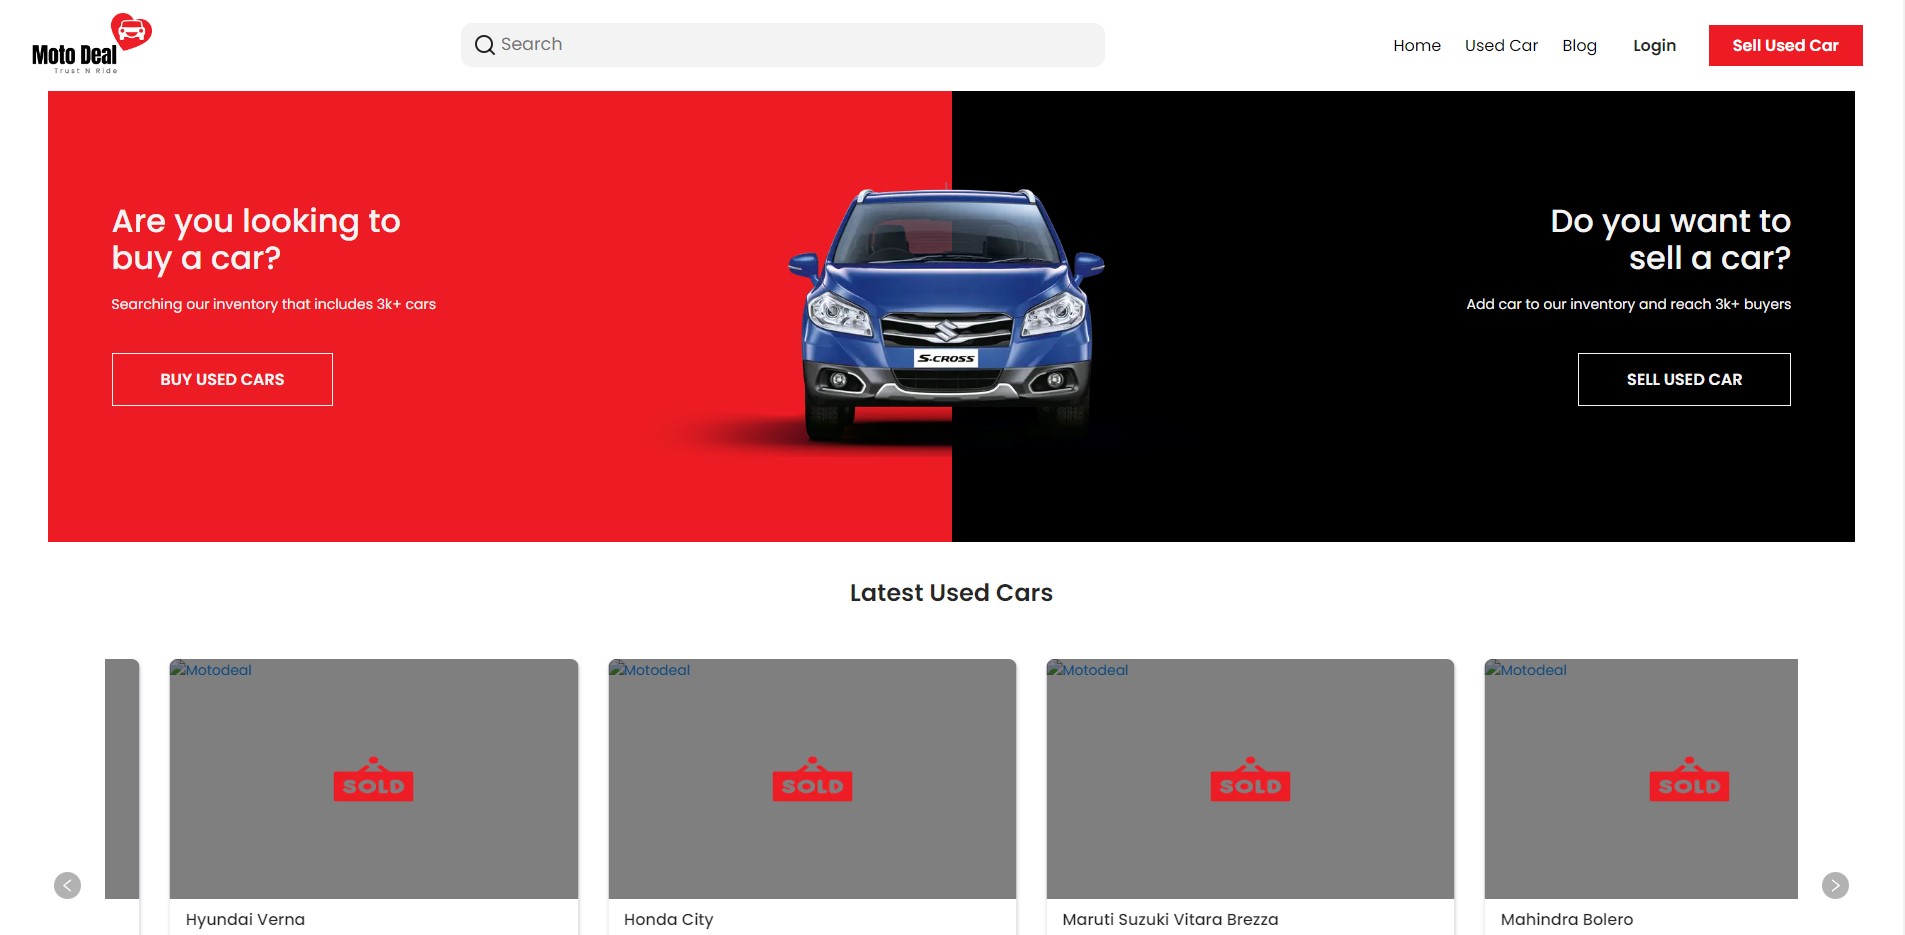 Moto Deal
Trust N Ride
Search
Home
Used Car
Blog
Login
Sell Used Car
Are you looking to
buy a car?
Searching our inventory that includes 3k+ cars
BUY USED CARS
S-CROSS
Do you want to
sell a car?
Add car to our inventory and reach 3k+ buyers
SELL USED CAR
Latest Used Cars
Motodeal
SOLD
Hyundai Verna
Motodeal
SOLD
Honda City
Motodeal
SOLD
Maruti Suzuki Vitara Brezza
Motodeal
SOLD
Mahindra Bolero